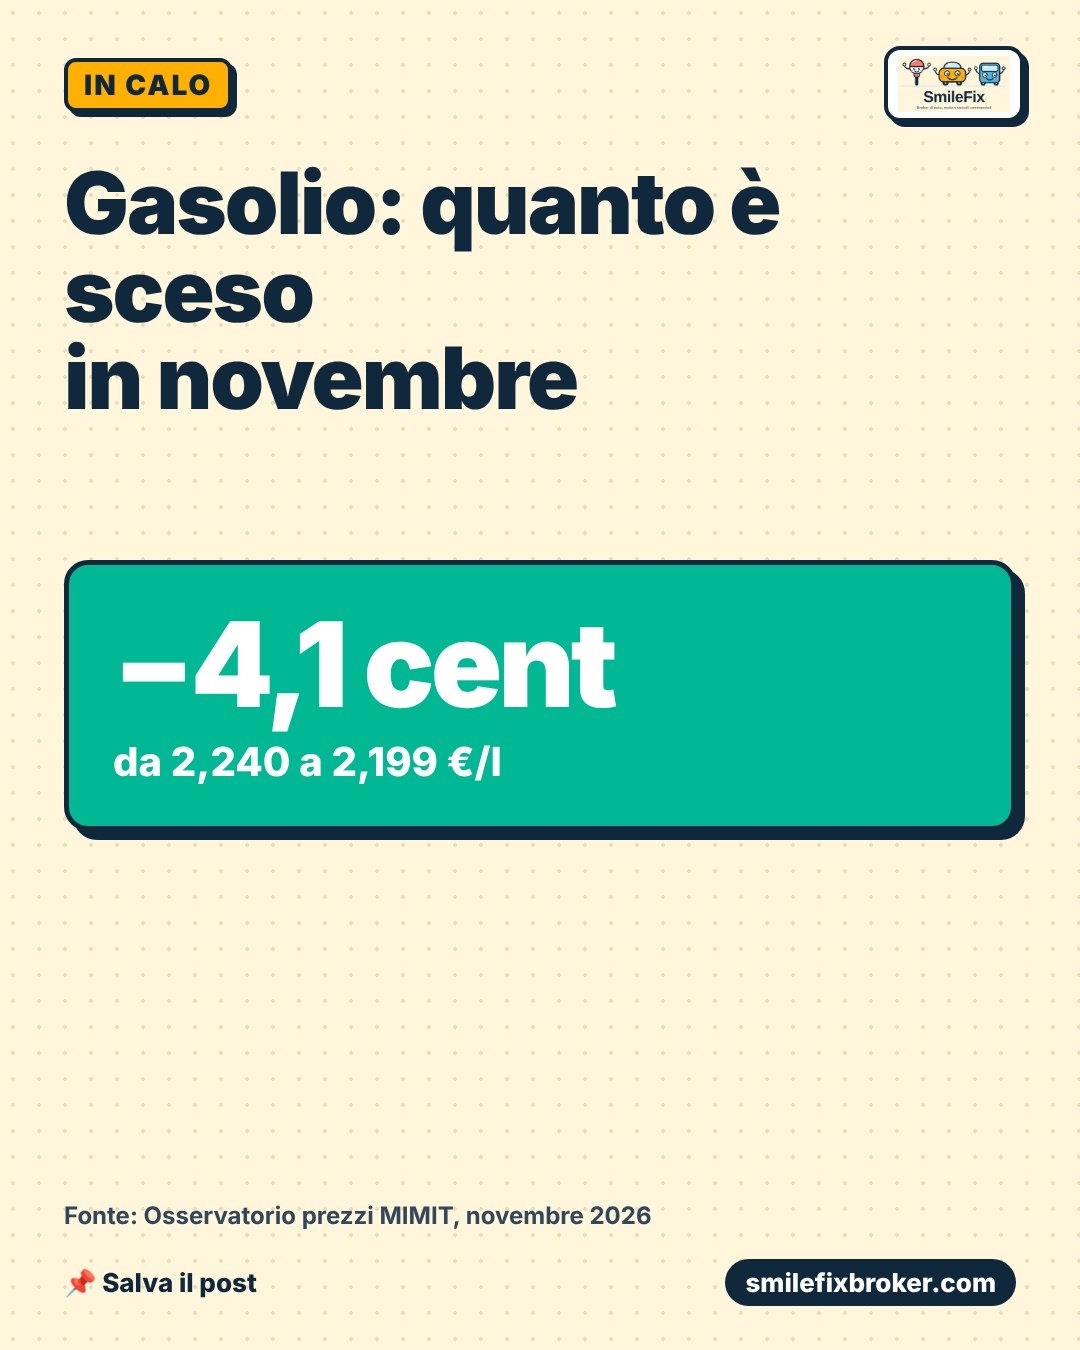 IN CALO
SmileFix
Gasolio: quanto è
sceso
in novembre
−4,1 cent
da 2,240 a 2,199 €/l
Fonte: Osservatorio prezzi MIMIT, novembre 2026
📌 Salva il post
smilefixbroker.com